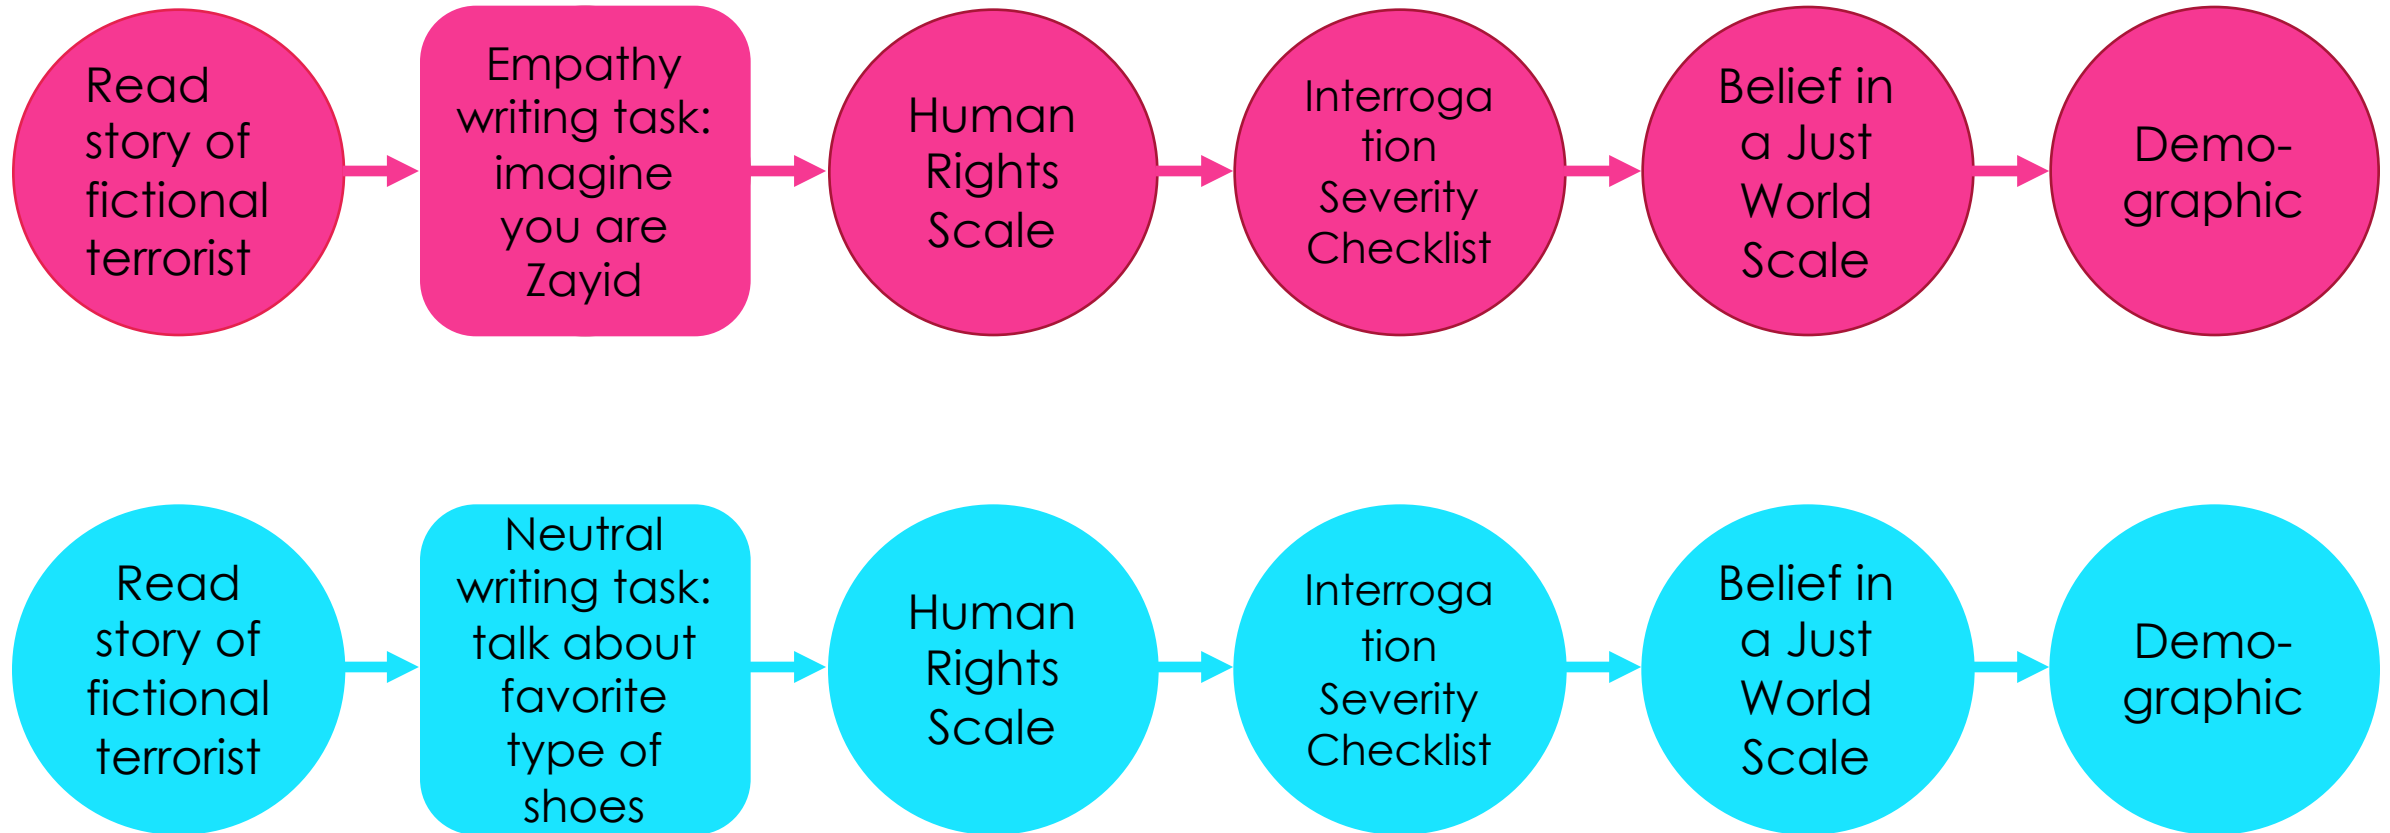 Read
story of
fictional
terrorist
Empathy
writing task:
imagine
you are
Zayid
Human
Rights
Scale
Interroga
tion
Severity
Checklist
Belief in
a Just
World
Scale
Demo-
graphic
Read
story of
fictional
terrorist
Neutral
writing task:
talk about
favorite
type of
shoes
Human
Rights
Scale
Interroga
tion
Severity
Checklist
Belief in
a Just
World
Scale
Demo-
graphic